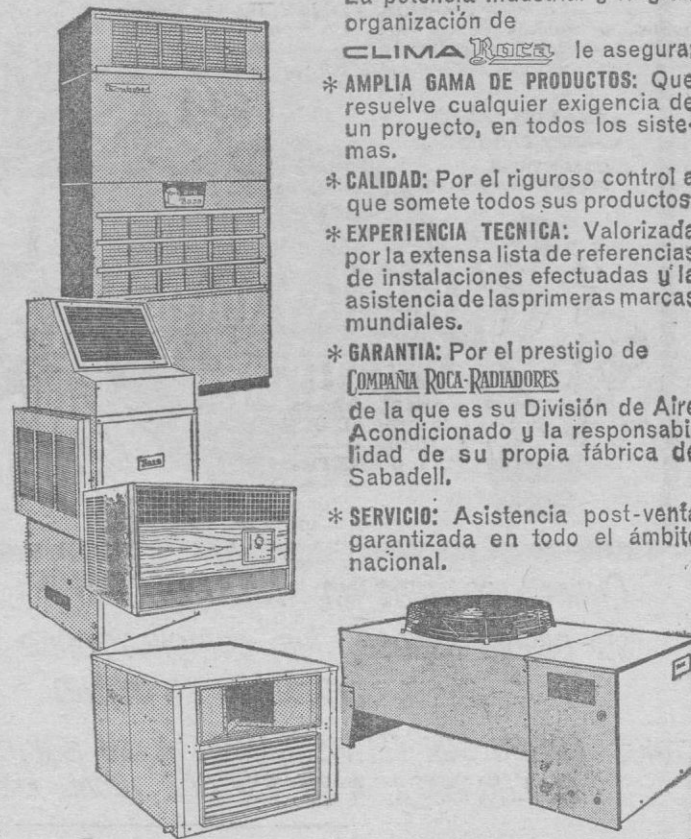 organización de
CLIMA Roca le asegura:
* AMPLIA GAMA DE PRODUCTOS: Que
resuelve cualquier exigencia de
un proyecto, en todos los siste-
mas.
* CALIDAD: Por el riguroso control a
que somete todos sus productos
* EXPERIENCIA TECNICA: Valorizada
por la extensa lista de referencias
de instalaciones efectuadas y la
asistencia de las primeras marcas
mundiales.
* GARANTIA: Por el prestigio de
COMPAÑIA ROCA-RADIADORES
de la que es su División de Aire
Acondicionado y la responsabi-
lidad de su propia fábrica de
Sabadell.
* SERVICIO: Asistencia post-venta
garantizada en todo el ámbito
nacional.
Roca
Roca